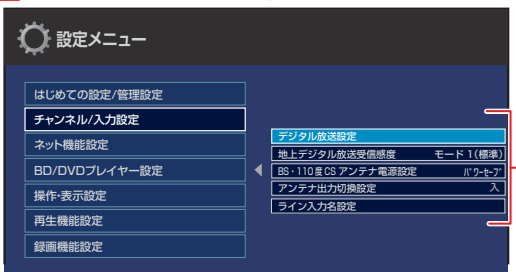 設定メニュー
はじめての設定/管理設定
チャンネル/入力設定
ネット機能設定
BD/DVDプレイヤー設定
操作・表示設定
再生機能設定
録画機能設定
デジタル放送設定
地上デジタル放送受信感度 モード1(標準)
BS・110度CSアンテナ電源設定 ﾊﾟﾜｰｾｰﾌﾞ
アンテナ出力切換設定 入
ライン入力名設定